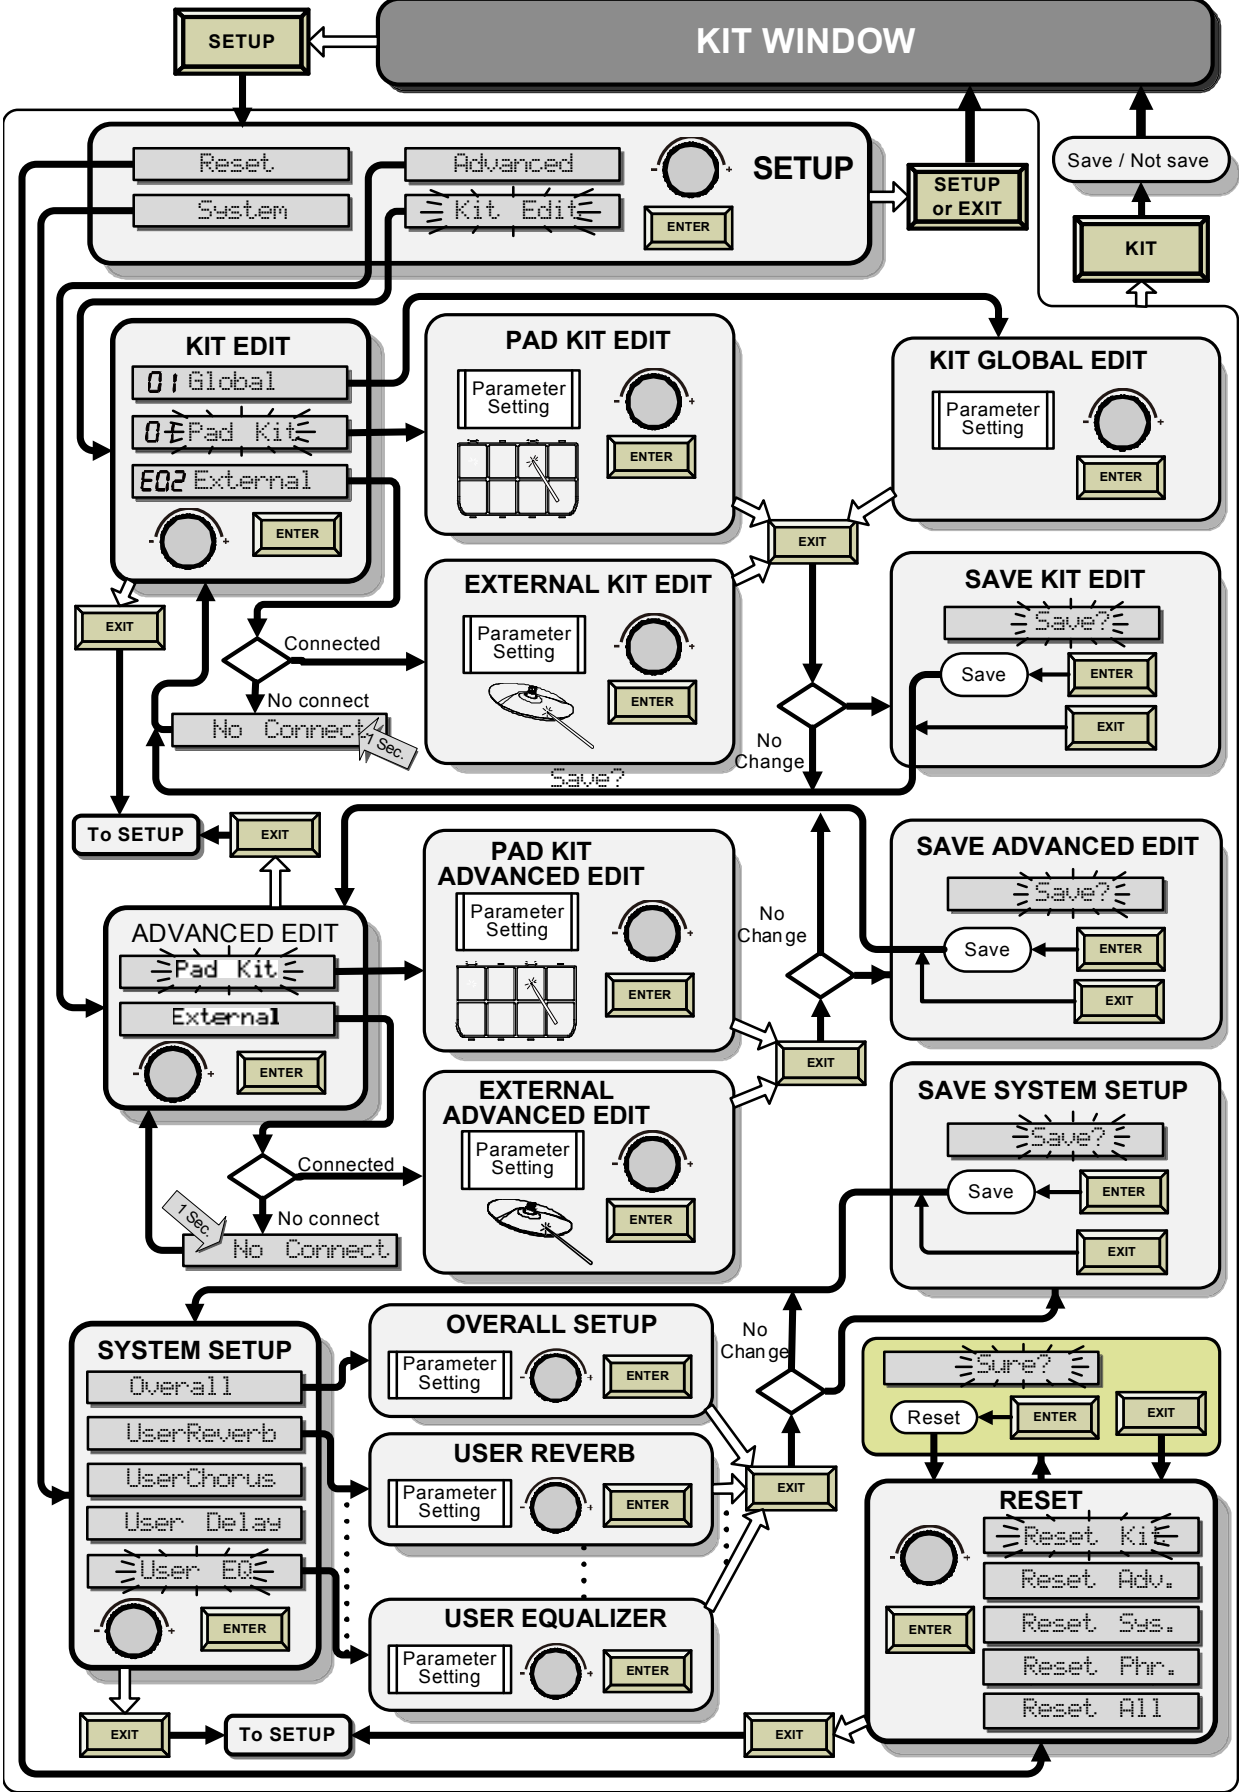 KIT WINDOW
SETUP
Reset
System
Advanced
Kit Edit
- +
ENTER
SETUP
SETUP
or EXIT
Save / Not save
KIT
KIT EDIT
01 Global
Pad Kit
E02 External
- +
ENTER
EXIT
PAD KIT EDIT
Parameter
Setting
- +
ENTER
KIT GLOBAL EDIT
Parameter
Setting
- +
ENTER
EXIT
EXTERNAL KIT EDIT
Parameter
Setting
- +
ENTER
Connected
No connect
No Connect
1 Sec.
Save?
No
Change
SAVE KIT EDIT
Save?
Save
ENTER
EXIT
To SETUP
EXIT
ADVANCED EDIT
Pad Kit
External
- +
ENTER
PAD KIT
ADVANCED EDIT
Parameter
Setting
- +
ENTER
No
Change
EXIT
SAVE ADVANCED EDIT
Save?
Save
ENTER
EXIT
EXTERNAL
ADVANCED EDIT
Parameter
Setting
- +
ENTER
Connected
No connect
1 Sec.
No Connect
SAVE SYSTEM SETUP
Save?
Save
ENTER
EXIT
SYSTEM SETUP
Overall
UserReverb
UserChorus
User Delay
User EQ
- +
ENTER
EXIT
OVERALL SETUP
Parameter
Setting
- +
ENTER
No
Change
USER REVERB
Parameter
Setting
- +
ENTER
EXIT
USER EQUALIZER
Parameter
Setting
- +
ENTER
Sure?
Reset
ENTER
EXIT
RESET
- +
ENTER
Reset Kit.
Reset Adv.
Reset Sys.
Reset Phr.
Reset All
To SETUP
EXIT